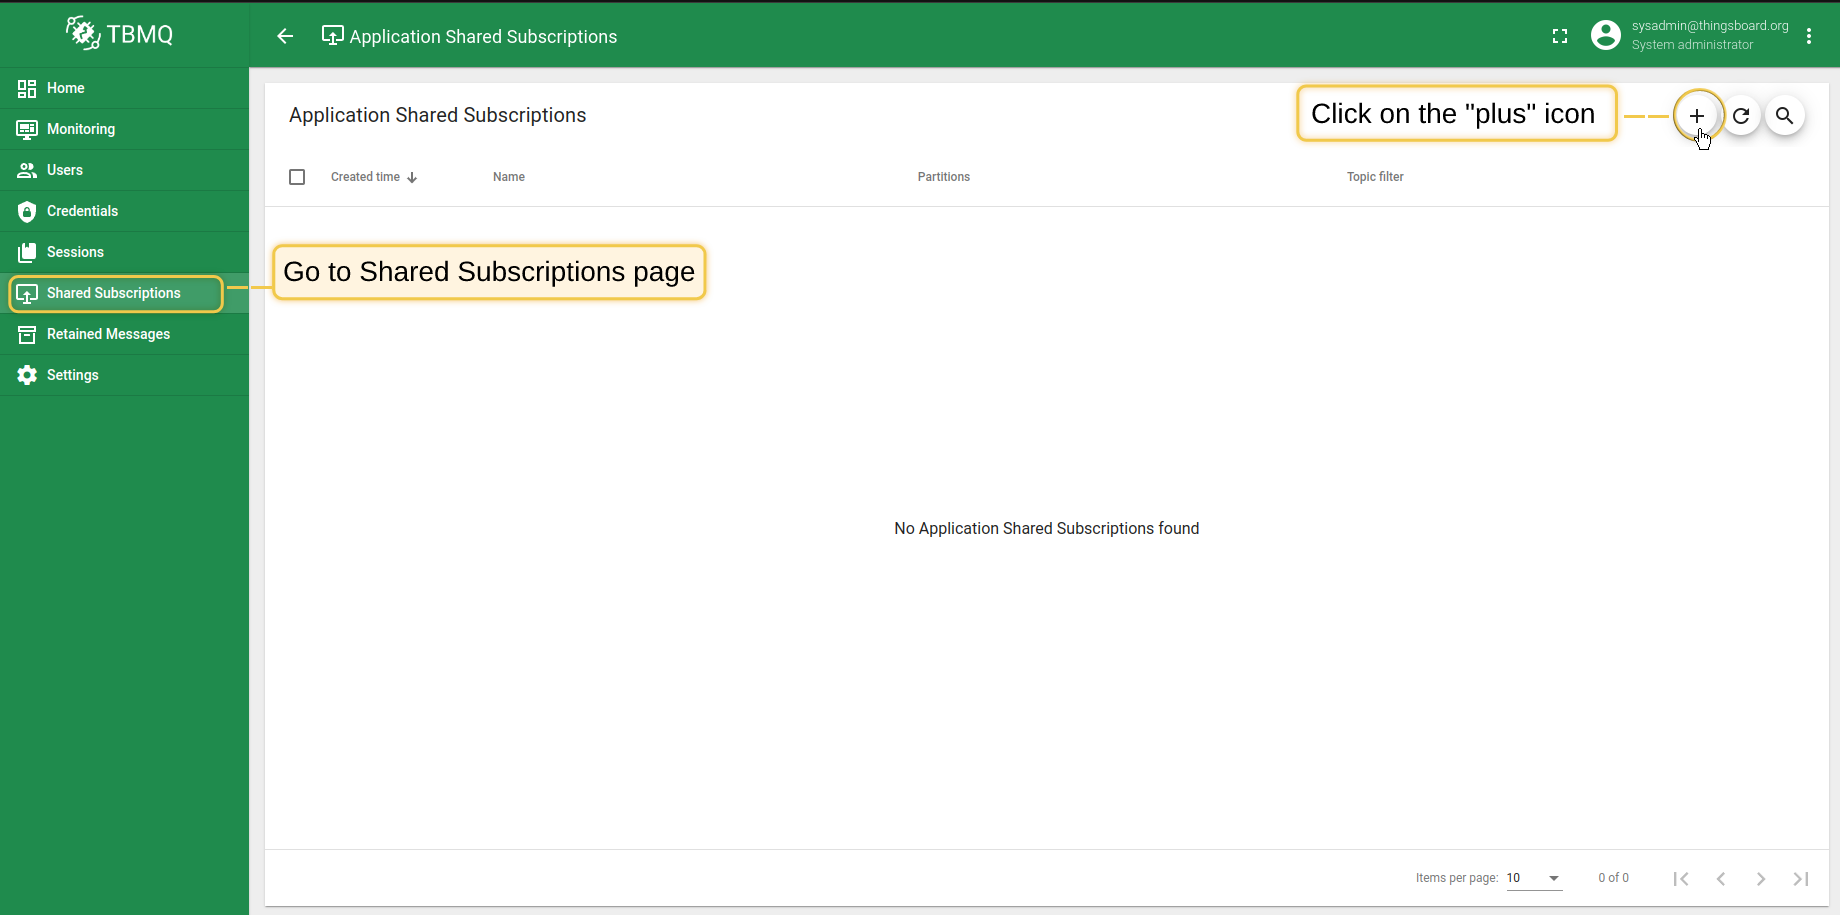 TBMQ
Application Shared Subscriptions
sysadmin@thingsboard.org
System administrator
Home
Monitoring
Users
Credentials
Sessions
Shared Subscriptions
Retained Messages
Settings
Application Shared Subscriptions
Click on the "plus" icon
Created time
Name
Partitions
Topic filter
Go to Shared Subscriptions page
No Application Shared Subscriptions found
Items per page: 10
0 of 0